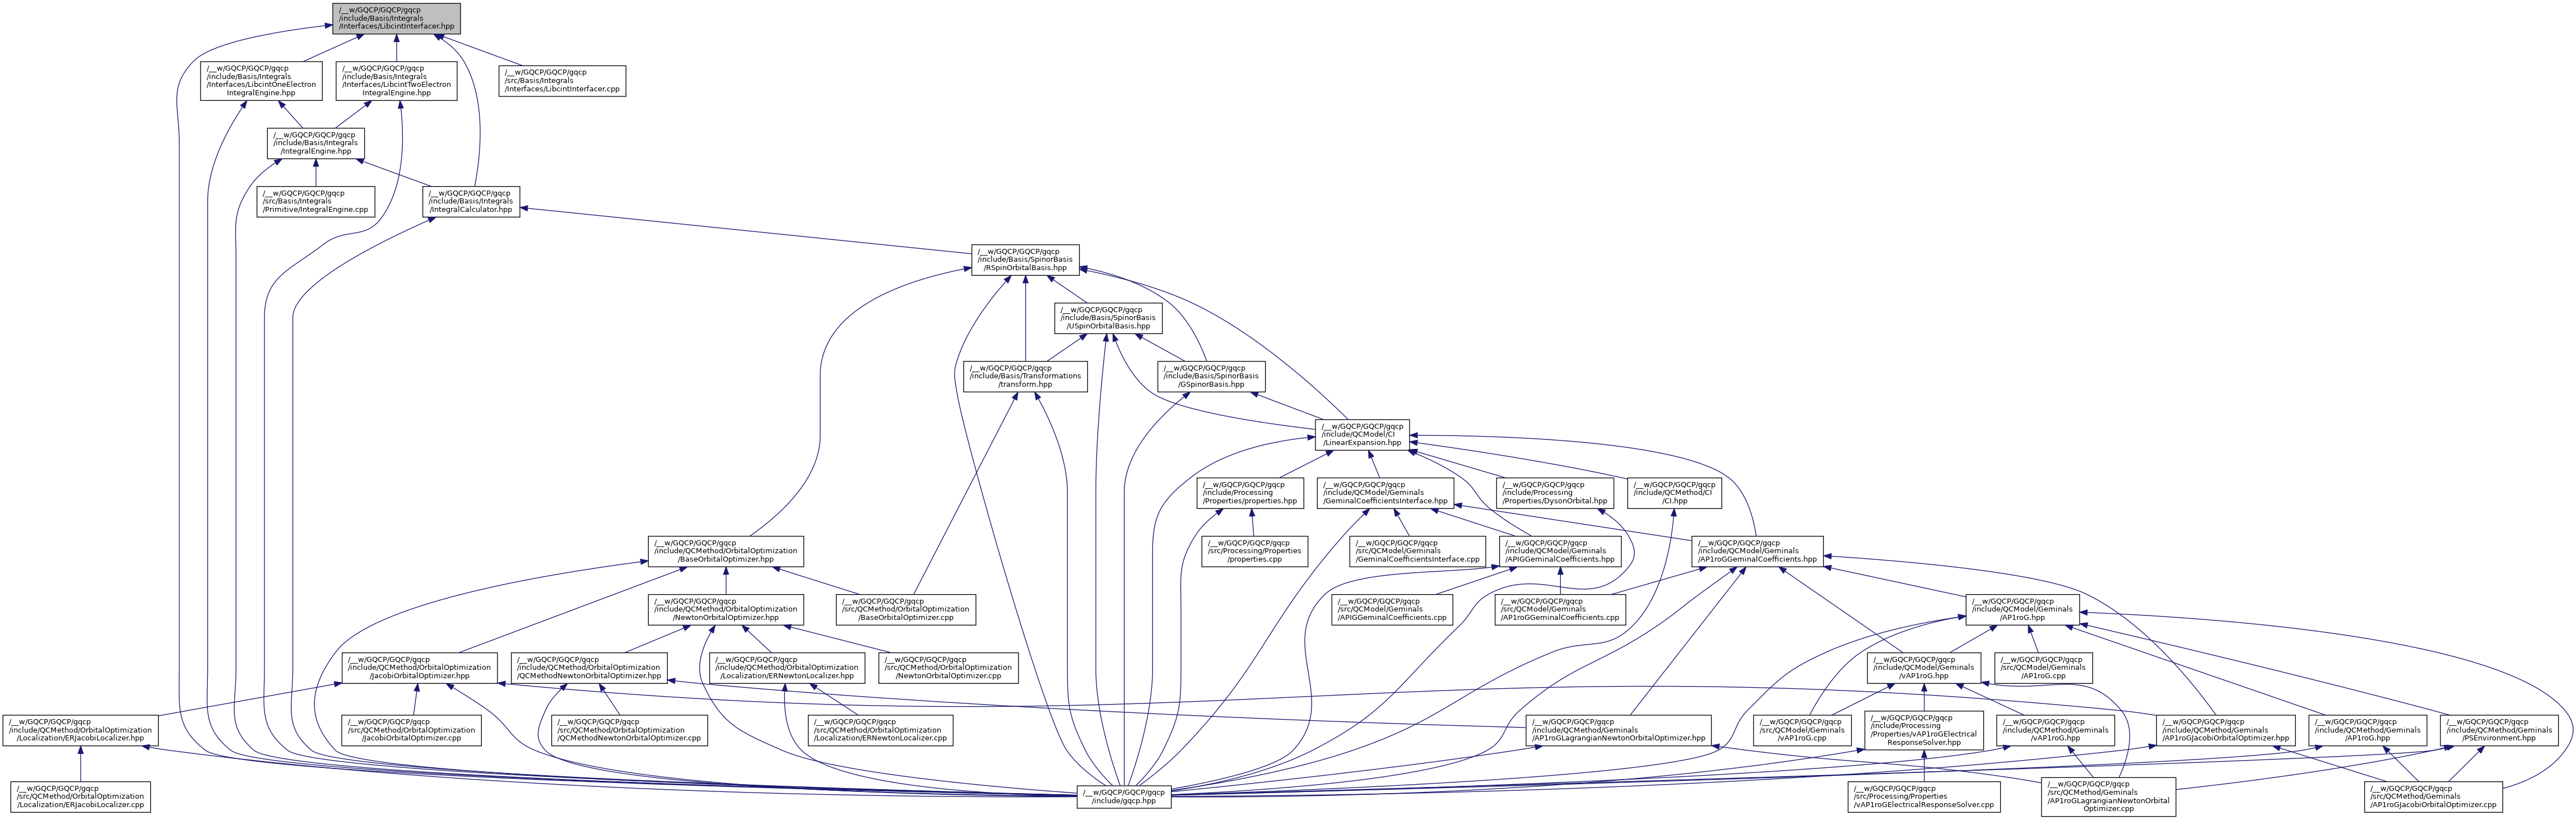 /__w/GQCP/GQCP/gqcp
/include/Basis/Integrals
/Interfaces/LibcintInterfacer.hpp
/__w/GQCP/GQCP/gqcp
/include/Basis/Integrals
/Interfaces/LibcintOneElectron
IntegralEngine.hpp
/__w/GQCP/GQCP/gqcp
/include/Basis/Integrals
/Interfaces/LibcintTwoElectron
IntegralEngine.hpp
/__w/GQCP/GQCP/gqcp
/src/Basis/Integrals
/Interfaces/LibcintInterfacer.cpp
/__w/GQCP/GQCP/gqcp
/include/Basis/Integrals
/IntegralEngine.hpp
/__w/GQCP/GQCP/gqcp
/src/Basis/Integrals
/Primitive/IntegralEngine.cpp
/__w/GQCP/GQCP/gqcp
/include/Basis/Integrals
/IntegralCalculator.hpp
/__w/GQCP/GQCP/gqcp
/include/Basis/SpinorBasis
/RSpinOrbitalBasis.hpp
/__w/GQCP/GQCP/gqcp
/include/Basis/SpinorBasis
/USpinOrbitalBasis.hpp
/__w/GQCP/GQCP/gqcp
/include/Basis/Transformations
/transform.hpp
/__w/GQCP/GQCP/gqcp
/include/Basis/SpinorBasis
/GSpinorBasis.hpp
/__w/GQCP/GQCP/gqcp
/include/QCModel/CI
/LinearExpansion.hpp
/__w/GQCP/GQCP/gqcp
/include/Processing
/Properties/properties.hpp
/__w/GQCP/GQCP/gqcp
/include/QCModel/Geminals
/GeminalCoefficientsInterface.hpp
/__w/GQCP/GQCP/gqcp
/include/Processing
/Properties/DysonOrbital.hpp
/__w/GQCP/GQCP/gqcp
/include/QCMethod/CI
/CI.hpp
/__w/GQCP/GQCP/gqcp
/include/QCMethod/OrbitalOptimization
/BaseOrbitalOptimizer.hpp
/__w/GQCP/GQCP/gqcp
/src/Processing/Properties
/properties.cpp
/__w/GQCP/GQCP/gqcp
/src/QCModel/Geminals
/GeminalCoefficientsInterface.cpp
/__w/GQCP/GQCP/gqcp
/include/QCModel/Geminals
/APIGGeminalCoefficients.hpp
/__w/GQCP/GQCP/gqcp
/include/QCModel/Geminals
/AP1roGGeminalCoefficients.hpp
/__w/GQCP/GQCP/gqcp
/include/QCMethod/OrbitalOptimization
/NewtonOrbitalOptimizer.hpp
/__w/GQCP/GQCP/gqcp
/src/QCMethod/OrbitalOptimization
/BaseOrbitalOptimizer.cpp
/__w/GQCP/GQCP/gqcp
/src/QCModel/Geminals
/APIGGeminalCoefficients.cpp
/__w/GQCP/GQCP/gqcp
/src/QCModel/Geminals
/AP1roGGeminalCoefficients.cpp
/__w/GQCP/GQCP/gqcp
/include/QCModel/Geminals
/AP1roG.hpp
/__w/GQCP/GQCP/gqcp
/include/QCMethod/OrbitalOptimization
/JacobiOrbitalOptimizer.hpp
/__w/GQCP/GQCP/gqcp
/include/QCMethod/OrbitalOptimization
/QCMethodNewtonOrbitalOptimizer.hpp
/__w/GQCP/GQCP/gqcp
/include/QCMethod/OrbitalOptimization
/Localization/ERNewtonLocalizer.hpp
/__w/GQCP/GQCP/gqcp
/src/QCMethod/OrbitalOptimization
/NewtonOrbitalOptimizer.cpp
/__w/GQCP/GQCP/gqcp
/include/QCModel/Geminals
/vAP1roG.hpp
/__w/GQCP/GQCP/gqcp
/src/QCModel/Geminals
/AP1roG.cpp
/__w/GQCP/GQCP/gqcp
/include/QCMethod/OrbitalOptimization
/Localization/ERJacobiLocalizer.hpp
/__w/GQCP/GQCP/gqcp
/src/QCMethod/OrbitalOptimization
/JacobiOrbitalOptimizer.cpp
/__w/GQCP/GQCP/gqcp
/src/QCMethod/OrbitalOptimization
/QCMethodNewtonOrbitalOptimizer.cpp
/__w/GQCP/GQCP/gqcp
/src/QCMethod/OrbitalOptimization
/Localization/ERNewtonLocalizer.cpp
/__w/GQCP/GQCP/gqcp
/include/QCMethod/Geminals
/AP1roGLagrangianNewtonOrbitalOptimizer.hpp
/__w/GQCP/GQCP/gqcp
/src/QCModel/Geminals
/vAP1roG.cpp
/__w/GQCP/GQCP/gqcp
/include/Processing
/Properties/vAP1roGElectrical
ResponseSolver.hpp
/__w/GQCP/GQCP/gqcp
/include/QCMethod/Geminals
/vAP1roG.hpp
/__w/GQCP/GQCP/gqcp
/include/QCMethod/Geminals
/AP1roGJacobiOrbitalOptimizer.hpp
/__w/GQCP/GQCP/gqcp
/include/QCMethod/Geminals
/AP1roG.hpp
/__w/GQCP/GQCP/gqcp
/include/QCMethod/Geminals
/PSEnvironment.hpp
/__w/GQCP/GQCP/gqcp
/src/QCMethod/OrbitalOptimization
/Localization/ERJacobiLocalizer.cpp
/__w/GQCP/GQCP/gqcp
/include/gqcp.hpp
/__w/GQCP/GQCP/gqcp
/src/Processing/Properties
/vAP1roGElectricalResponseSolver.cpp
/__w/GQCP/GQCP/gqcp
/src/QCMethod/Geminals
/AP1roGLagrangianNewtonOrbital
Optimizer.cpp
/__w/GQCP/GQCP/gqcp
/src/QCMethod/Geminals
/AP1roGJacobiOrbitalOptimizer.cpp